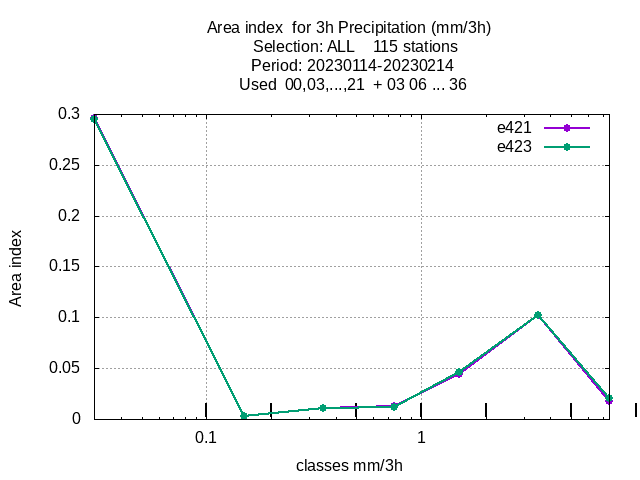 Area index  for 3h Precipitation (mm/3h)
Selection: ALL    115 stations
Period: 20230114-20230214
Used  00,03,...,21  + 03 06 ... 36
e421
e423
0.3
0.25
0.2
0.15
0.1
0.05
0
Area index
0.1
1
classes mm/3h